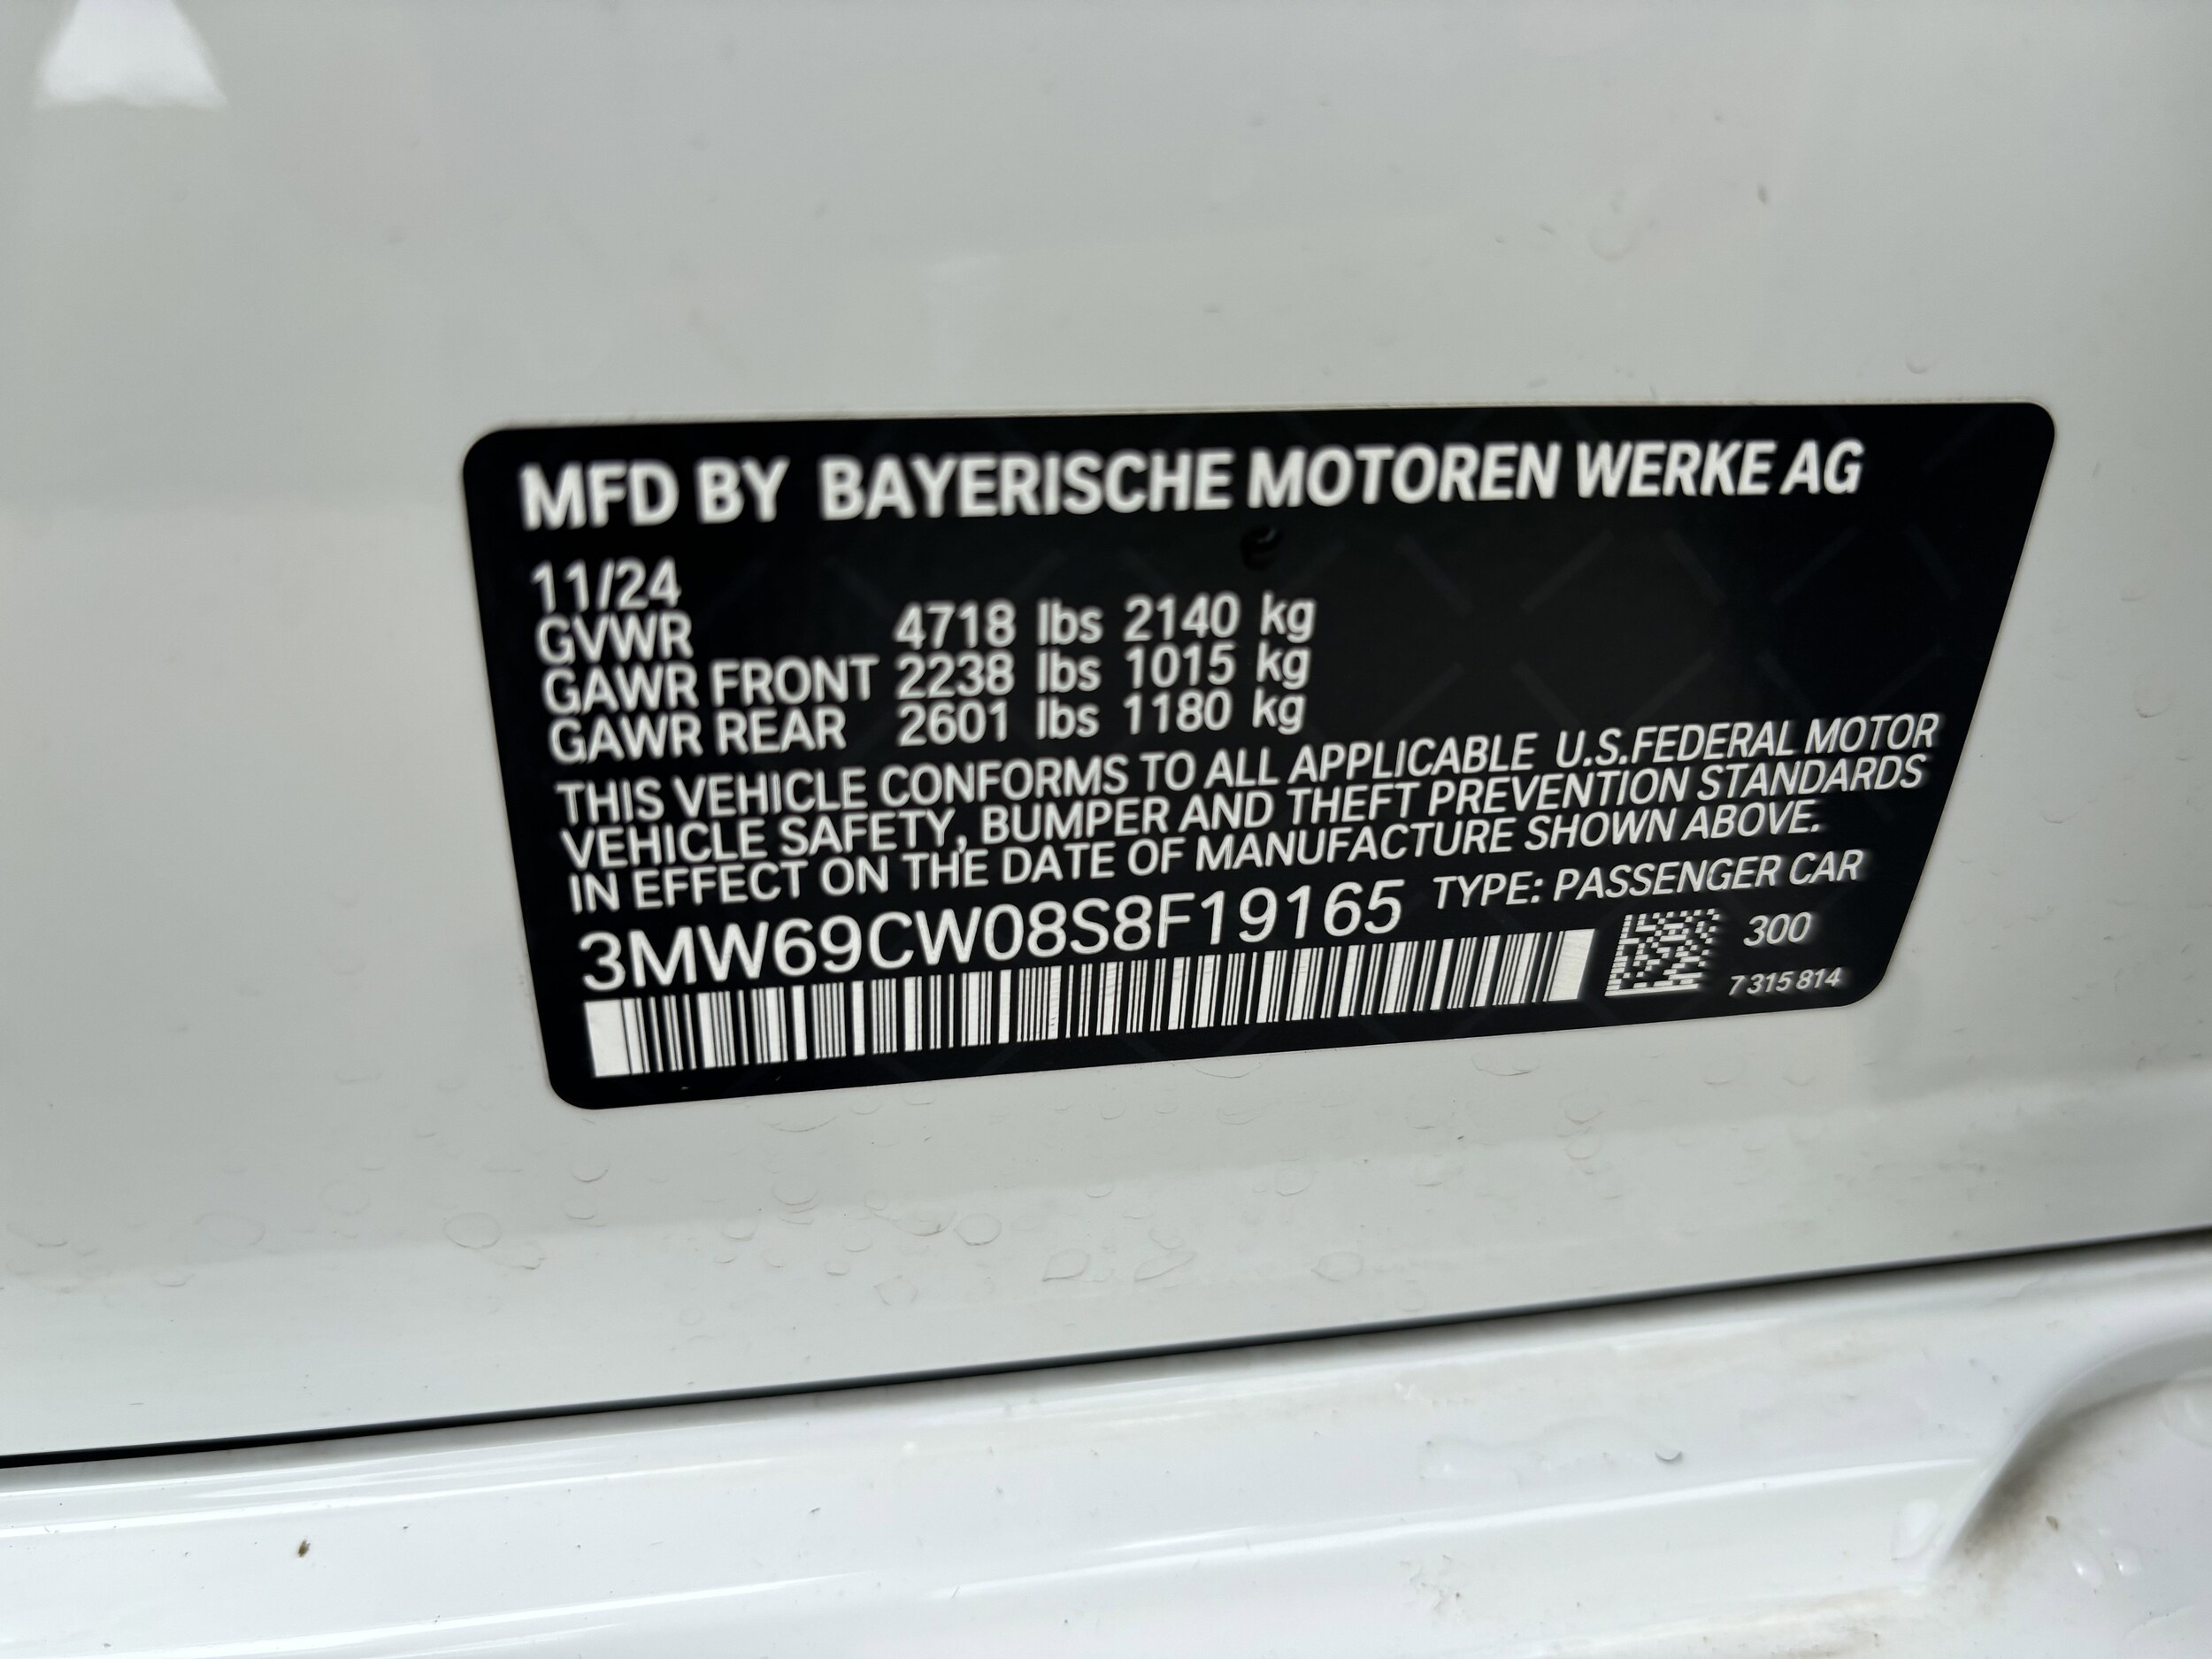 MFD BY BAYERISCHE MOTOREN WERKE AG
11/24
GVWR 4718 lbs 2140 kg
GAWR FRONT 2238 lbs 1015 kg
GAWR REAR 2601 lbs 1180 kg
THIS VEHICLE CONFORMS TO ALL APPLICABLE U.S.FEDERAL MOTOR
VEHICLE SAFETY, BUMPER AND THEFT PREVENTION STANDARDS
IN EFFECT ON THE DATE OF MANUFACTURE SHOWN ABOVE.
3MW69CW08S8F19165 TYPE: PASSENGER CAR
300
7 315 814